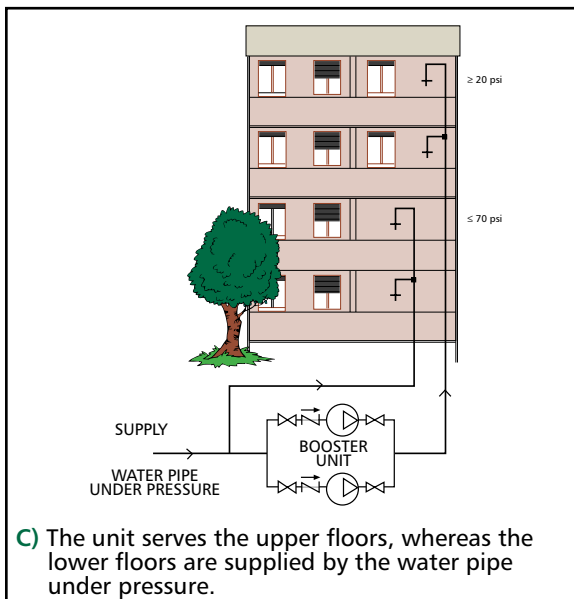 ≥ 20 psi
≤ 70 psi
SUPPLY
WATER PIPE
UNDER PRESSURE
BOOSTER
UNIT
C) The unit serves the upper floors, whereas the
lower floors are supplied by the water pipe
under pressure.